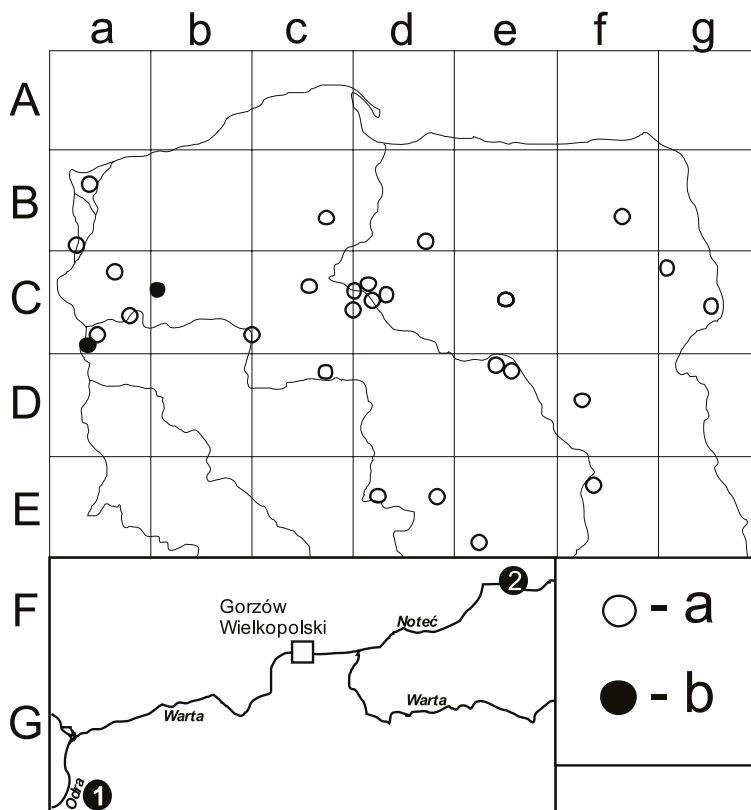 a b c d e f g
A
B
C
D
E
F
G
Gorzów
Wielkopolski
Noteć
2
Warta
Warta
Odra
1
- a
- b